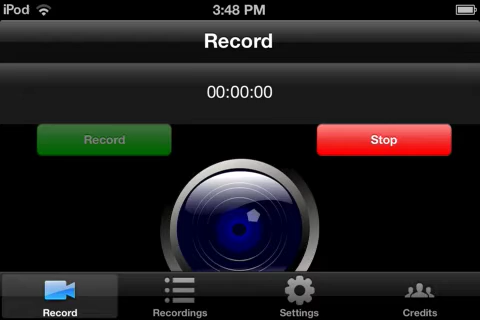 iPod 3:48 PM
Record
00:00:00
Record Stop
Record Recordings Settings Credits